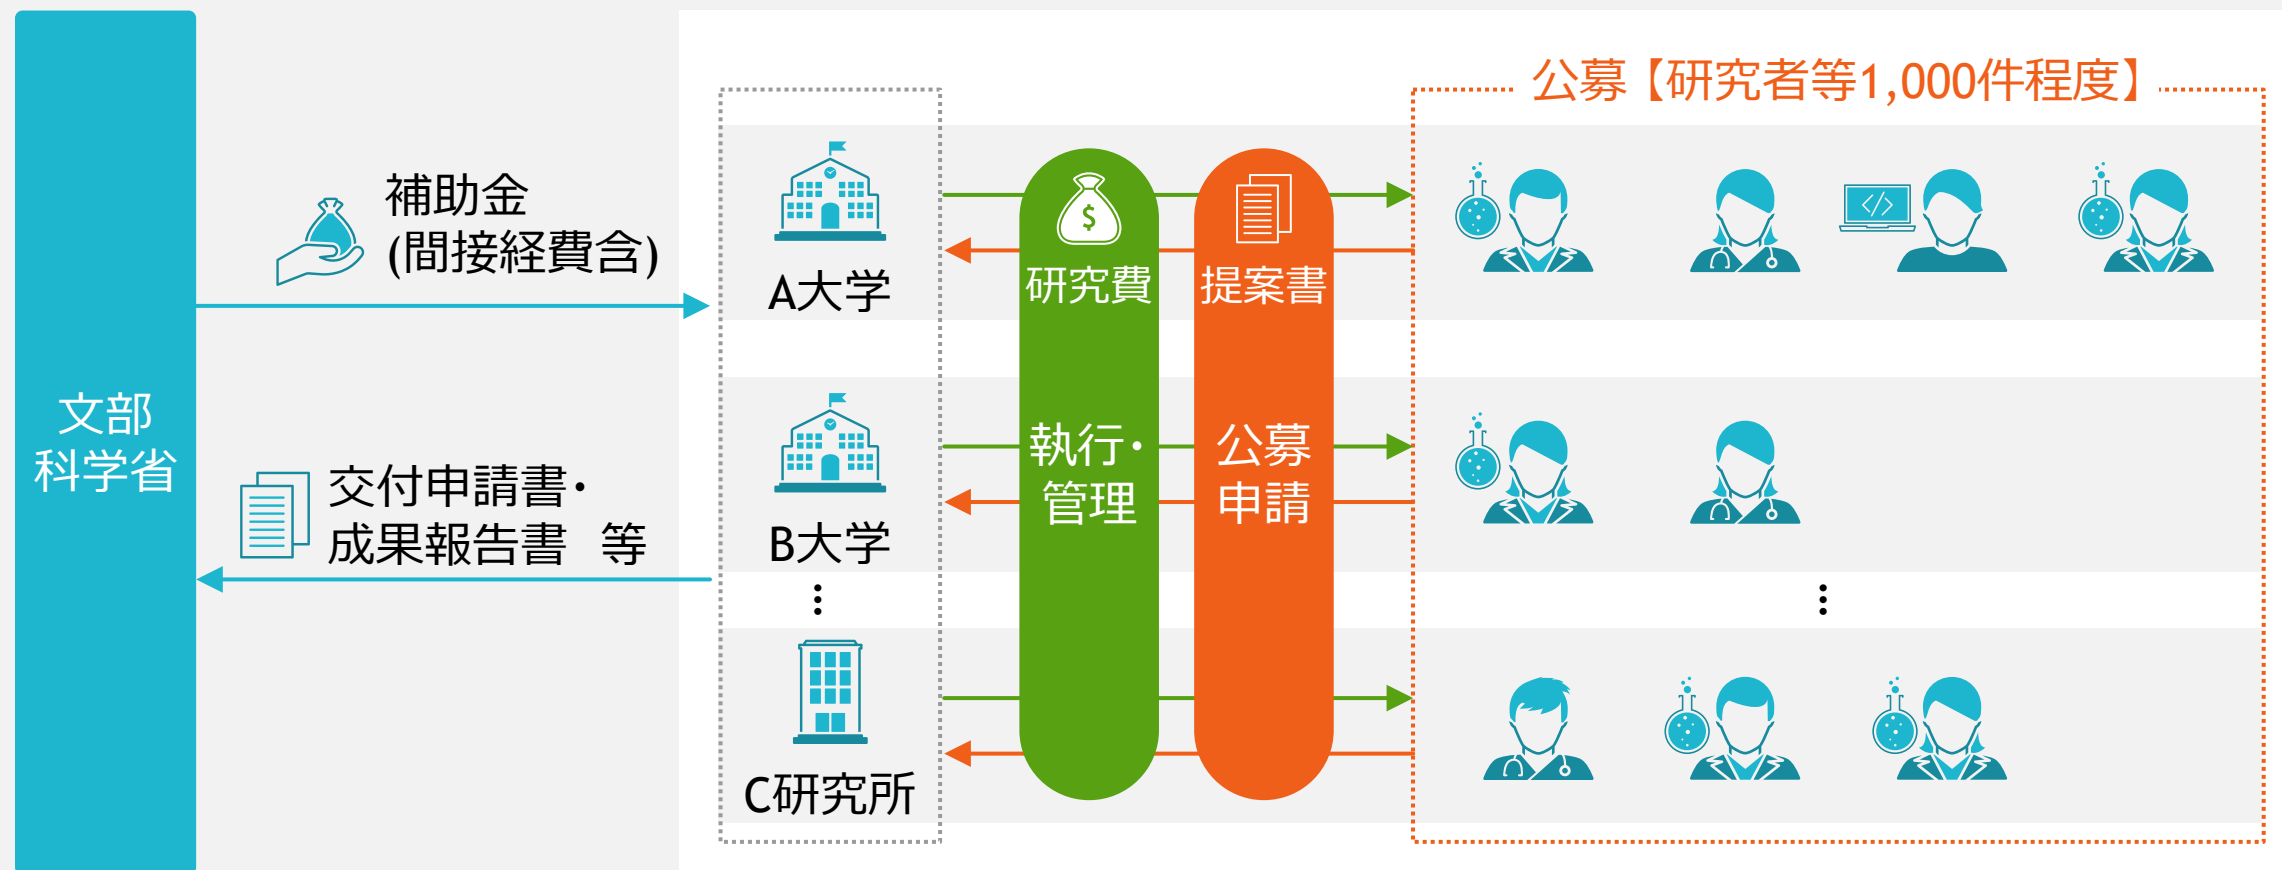 文部
科学省
補助金
(間接経費含)
交付申請書・
成果報告書　等
A大学
B大学
⋮
C研究所
$
研究費
執行・
管理
提案書
公募
申請
公募【研究者等1,000件程度】
</>
⋮